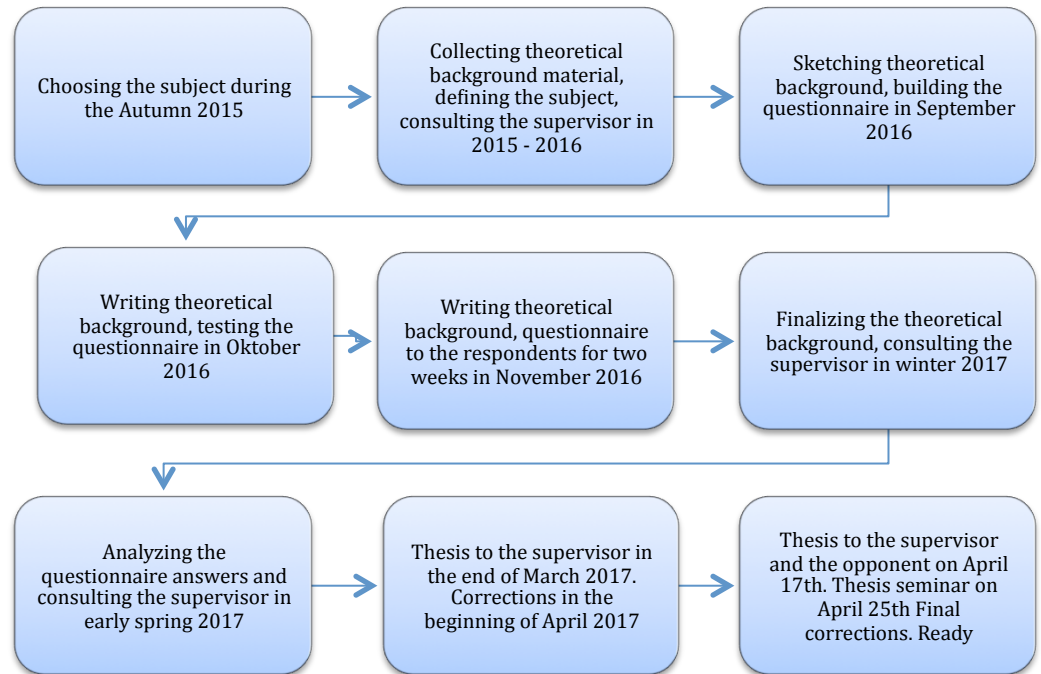 Choosing the subject during
the Autumn 2015
Collecting theoretical
background material,
defining the subject,
consulting the supervisor in
2015 - 2016
Sketching theoretical
background, building the
questionnaire in September
2016
Writing theoretical
background, testing the
questionnaire in Oktober
2016
Writing theoretical
background, questionnaire
to the respondents for two
weeks in November 2016
Finalizing the theoretical
background, consulting the
supervisor in winter 2017
Analyzing the
questionnaire answers and
consulting the supervisor in
early spring 2017
Thesis to the supervisor in
the end of March 2017.
Corrections in the
beginning of April 2017
Thesis to the supervisor
and the opponent on April
17th. Thesis seminar on
April 25th Final
corrections. Ready